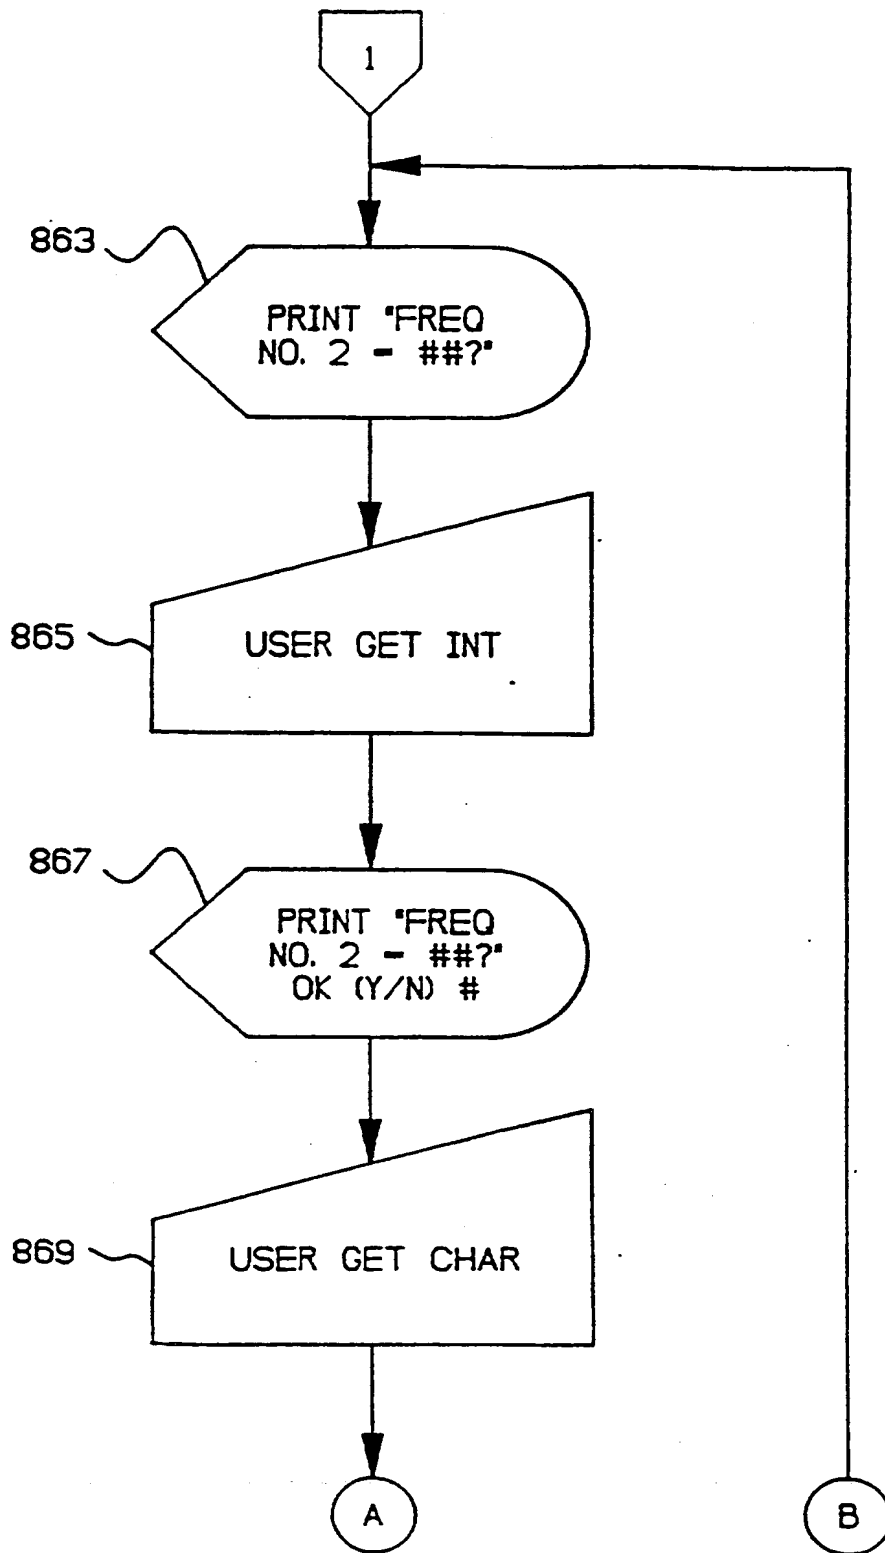 1
863
PRINT "FREQ
NO. 2 - ##?"
865
USER GET INT
867
PRINT "FREQ
NO. 2 - ##?"
OK (Y/N) #
869
USER GET CHAR
A
B